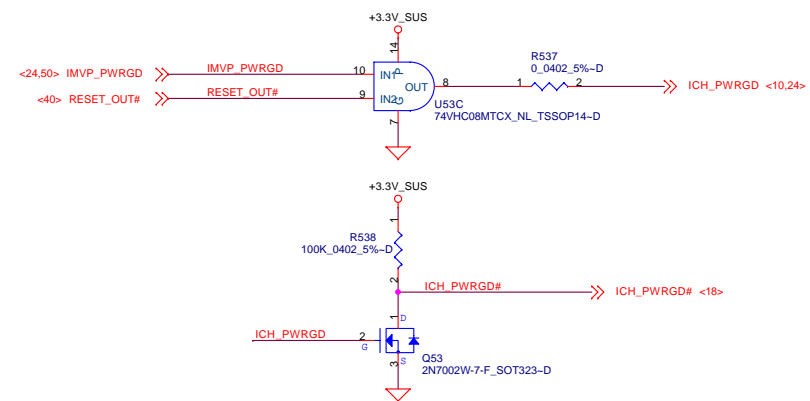 +3.3V_SUS
14
R537
0_0402_5%~D
<24,50> IMVP_PWRGD
IMVP_PWRGD
10
IN1
P
OUT
8
1
2
ICH_PWRGD <10,24>
<40> RESET_OUT#
RESET_OUT#
9
IN2
G
U53C
74VHC08MTCX_NL_TSSOP14~D
7
+3.3V_SUS
1
R538
100K_0402_5%~D
2
ICH_PWRGD#
ICH_PWRGD# <18>
1
D
ICH_PWRGD
2
G
S
3
Q53
2N7002W-7-F_SOT323~D